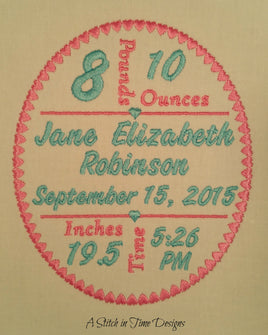 8 Pounds 10 Ounces
Jane Elizabeth
Robinson
September 15, 2015
Inches 19.5
Time 5:26 PM
A Stitch in Time Designs